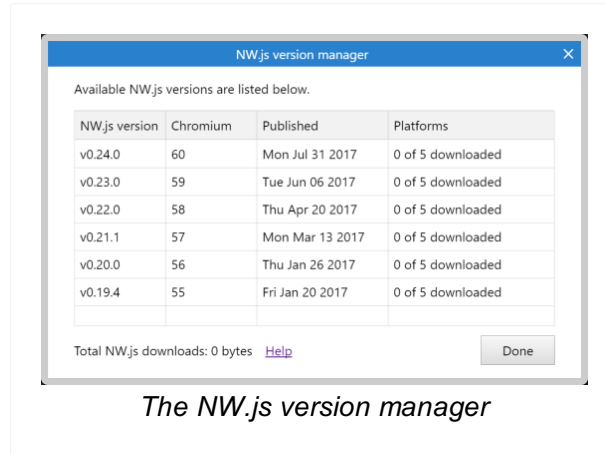 NW.js version manager
Available NW.js versions are listed below.
NW.js version Chromium Published Platforms
v0.24.0 60 Mon Jul 31 2017 0 of 5 downloaded
v0.23.0 59 Tue Jun 06 2017 0 of 5 downloaded
v0.22.0 58 Thu Apr 20 2017 0 of 5 downloaded
v0.21.1 57 Mon Mar 13 2017 0 of 5 downloaded
v0.20.0 56 Thu Jan 26 2017 0 of 5 downloaded
v0.19.4 55 Fri Jan 20 2017 0 of 5 downloaded
Total NW.js downloads: 0 bytes Help Done
The NW.js version manager